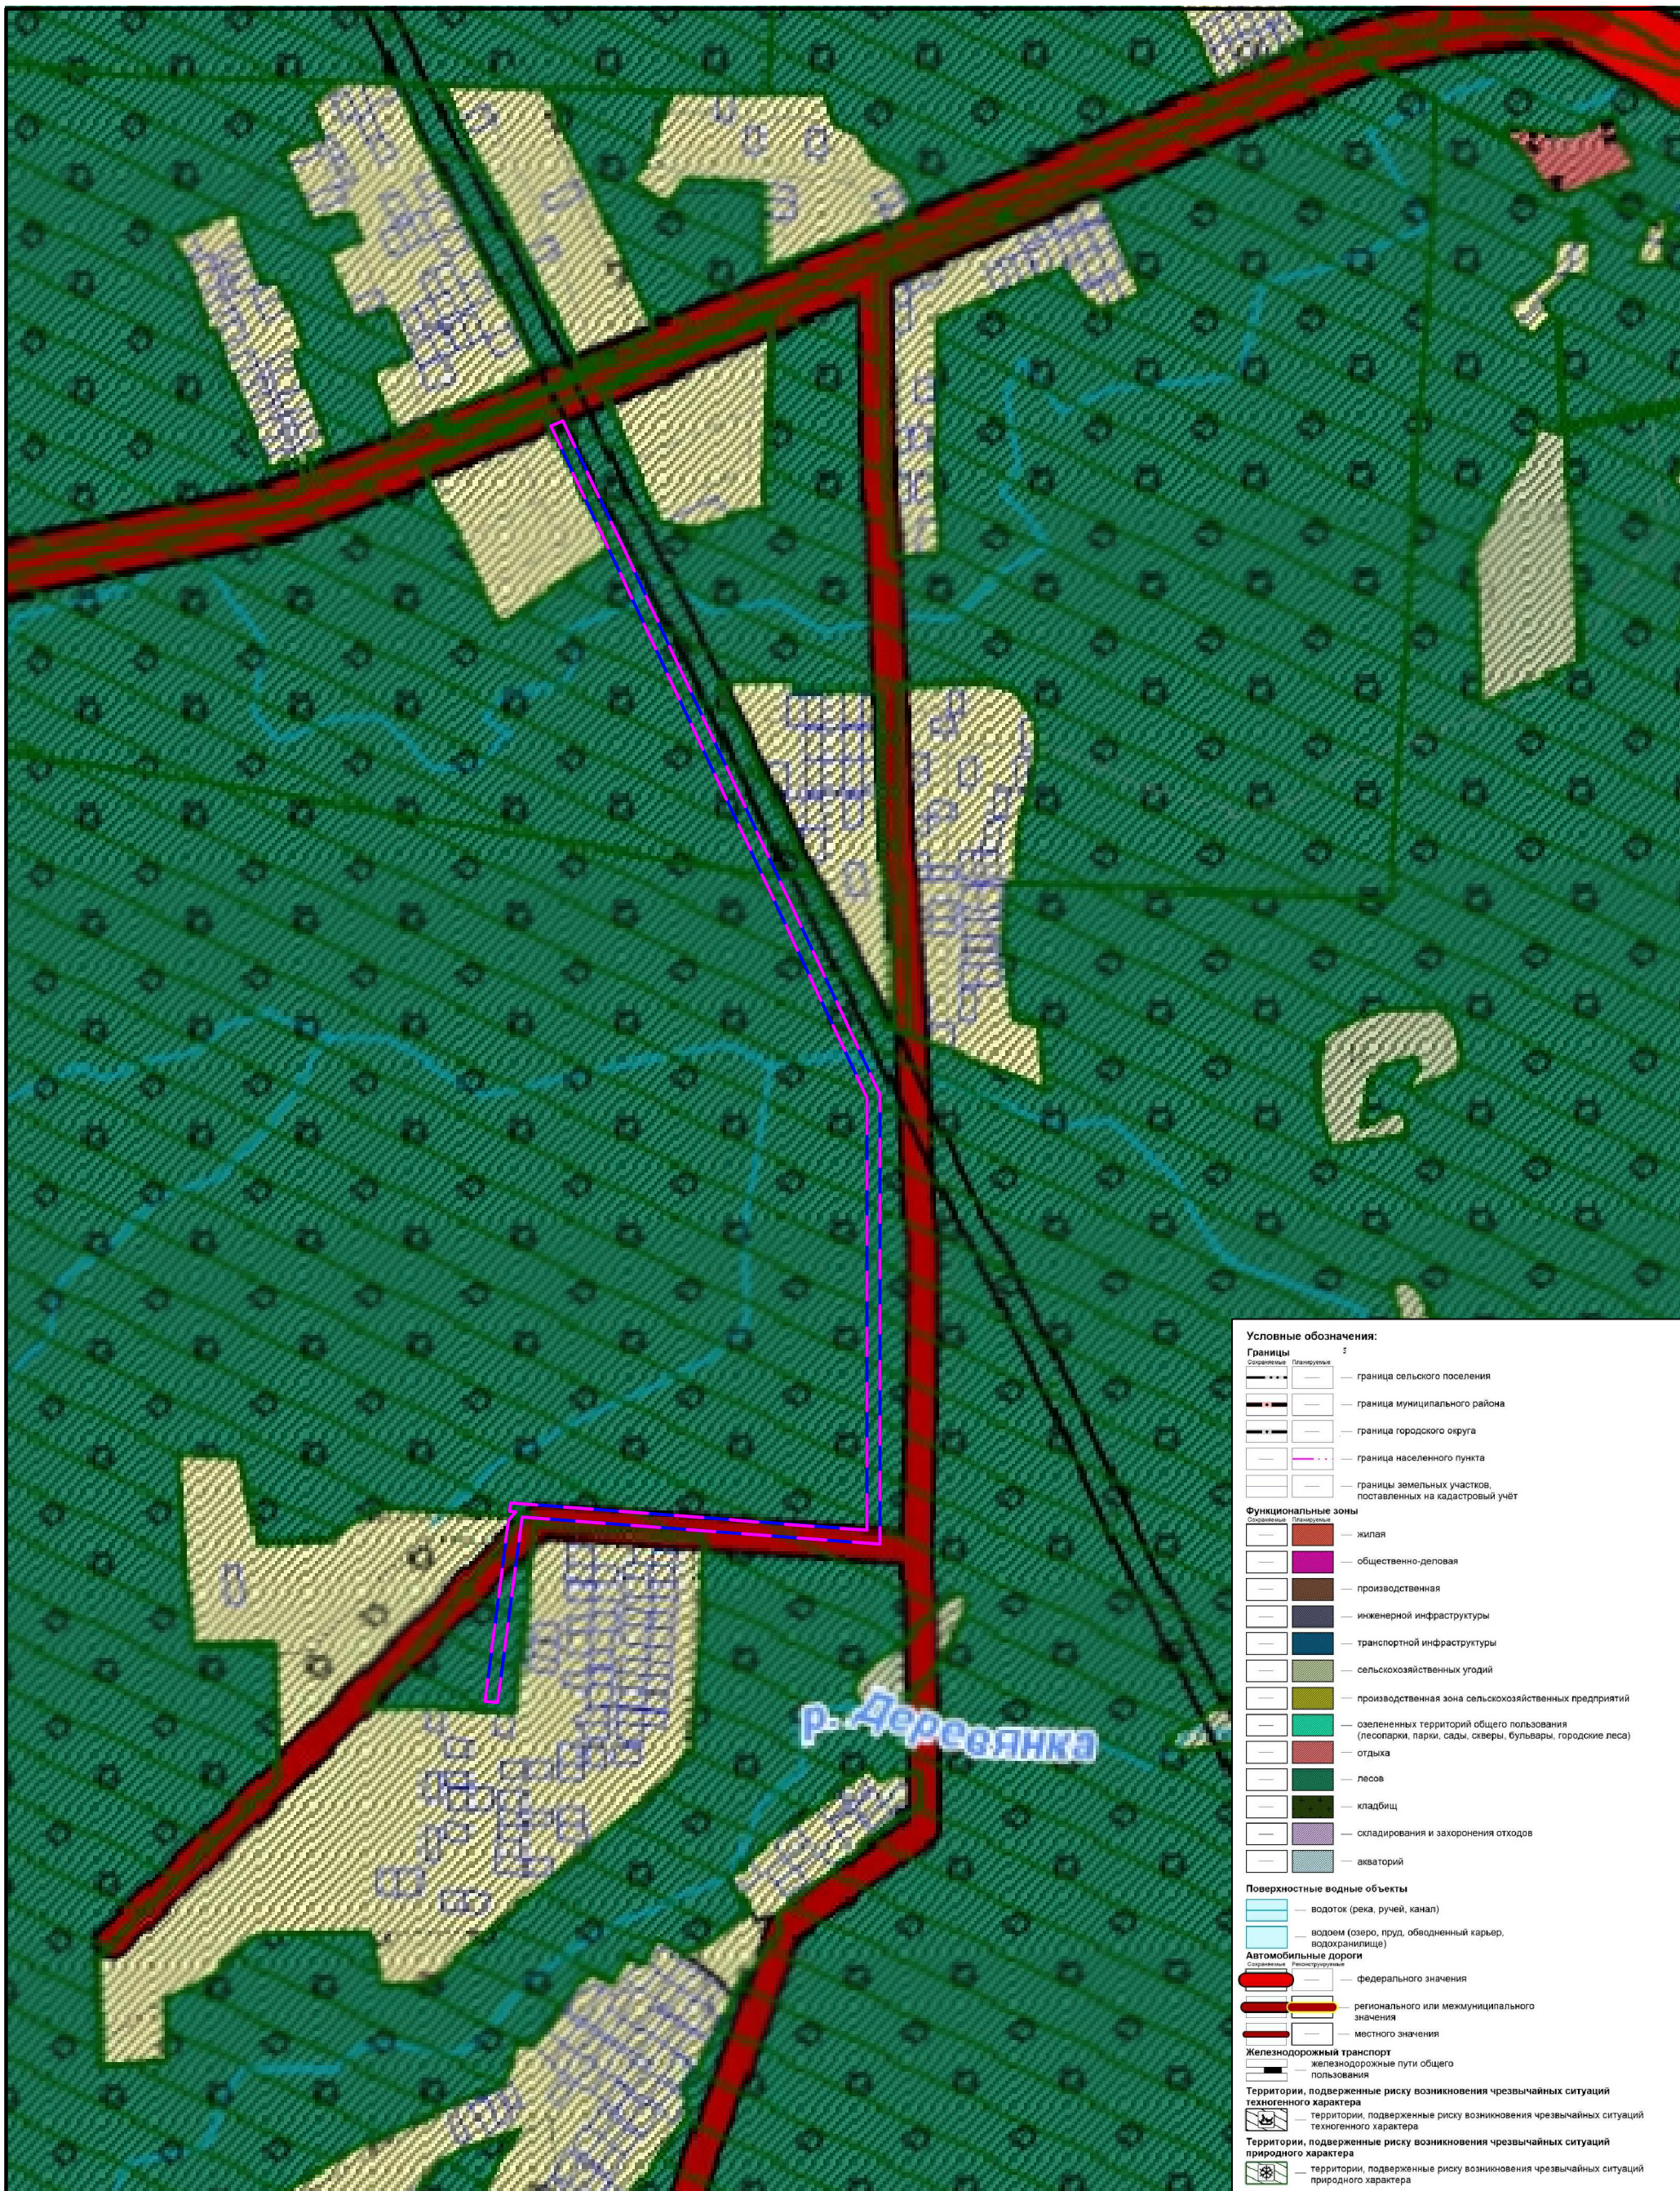 р. Деревянка
Условные обозначения:
Границы
Сохраняемые Планируемые
граница сельского поселения
граница муниципального района
граница городского округа
граница населенного пункта
границы земельных участков,
поставленных на кадастровый учёт
Функциональные зоны
Сохраняемые Планируемые
жилая
общественно-деловая
производственная
инженерной инфраструктуры
транспортной инфраструктуры
сельскохозяйственных угодий
производственная зона сельскохозяйственных предприятий
озелененных территорий общего пользования
(лесопарки, парки, сады, скверы, бульвары, городские леса)
отдыха
лесов
кладбищ
складирования и захоронения отходов
акваторий
Поверхностные водные объекты
водоток (река, ручей, канал)
водоем (озеро, пруд, обводненный карьер,
водохранилище)
Автомобильные дороги
Сохраняемые Реконструируемые
федерального значения
регионального или межмуниципального
значения
местного значения
Железнодорожный транспорт
железнодорожные пути общего
пользования
Территории, подверженные риску возникновения чрезвычайных ситуаций
техногенного характера
территории, подверженные риску возникновения чрезвычайных ситуаций
техногенного характера
Территории, подверженные риску возникновения чрезвычайных ситуаций
природного характера
территории, подверженные риску возникновения чрезвычайных ситуаций
природного характера